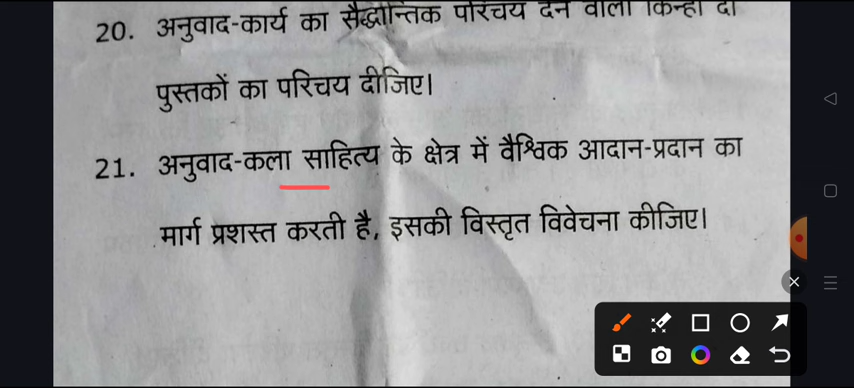 20. अनुवाद-कार्य का सैद्धान्तिक परिचय देने वाली किन्हीं दो
पुस्तकों का परिचय दीजिए।
21. अनुवाद-कला साहित्य के क्षेत्र में वैश्विक आदान-प्रदान का
मार्ग प्रशस्त करती है, इसकी विस्तृत विवेचना कीजिए।